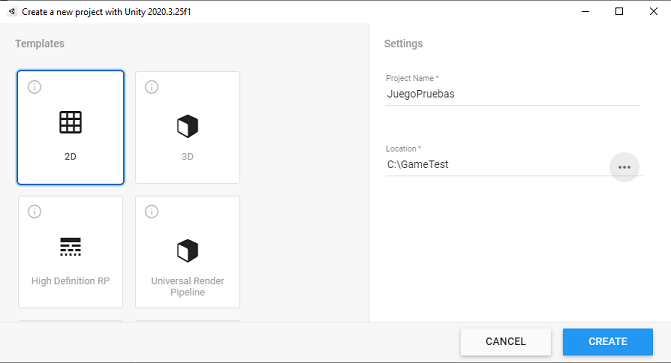 Create a new project with Unity 2020.3.25f1
Templates
2D
3D
High Definition RP
Universal Render
Pipeline
Settings
Project Name *
JuegoPruebas
Location *
C:\GameTest
CANCEL
CREATE